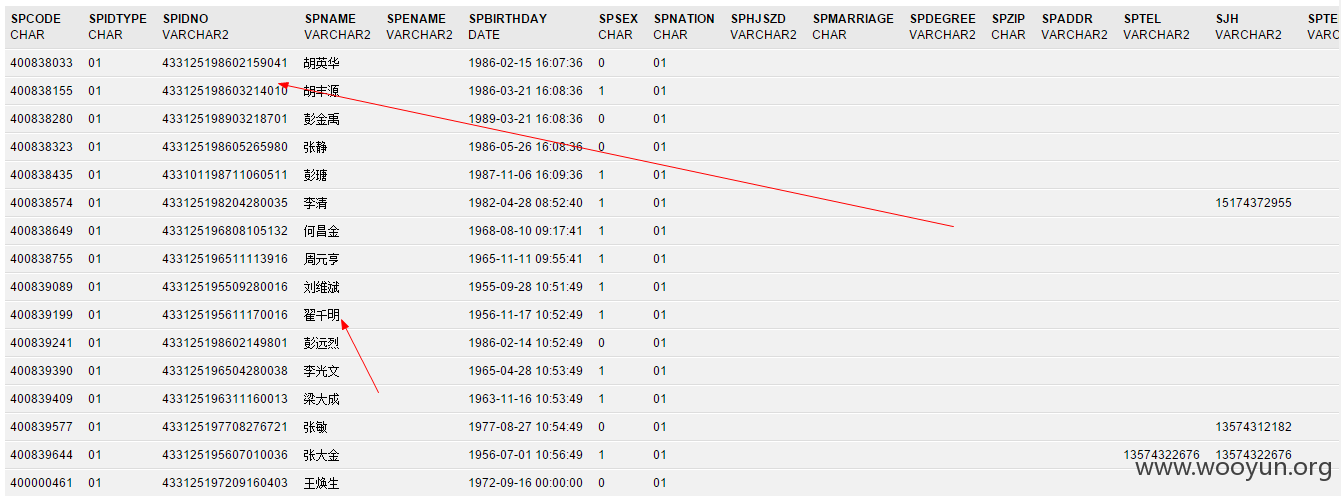 SPCODE SPIDTYPE SPIDNO SPNAME SPENAME SPBIRTHDAY SPSEX SPNATION SPHJSZD SPMARRIAGE SPDEGREE SPZIP SPADDR SPTEL SJH SPTE
CHAR CHAR VARCHAR2 VARCHAR2 VARCHAR2 DATE CHAR CHAR VARCHAR2 CHAR VARCHAR2 CHAR VARCHAR2 VARCHAR2 VARCHAR2 VARC
400838033 01 433125198602159041 胡英华 1986-02-15 16:07:36 0 01
400838155 01 433125198603214010 胡丰源 1986-03-21 16:08:36 1 01
400838280 01 433125198903218701 彭金禹 1989-03-21 16:08:36 0 01
400838323 01 433125198605265980 张静 1986-05-26 16:08:36 0 01
400838435 01 433101198711060511 彭瑭 1987-11-06 16:09:36 1 01
400838574 01 433125198204280035 李清 1982-04-28 08:52:40 1 01 15174372955
400838649 01 433125196808105132 何昌金 1968-08-10 09:17:41 1 01
400838755 01 433125196511113916 周元亨 1965-11-11 09:55:41 1 01
400839089 01 433125195509280016 刘维斌 1955-09-28 10:51:49 1 01
400839199 01 433125195611170016 翟千明 1956-11-17 10:52:49 1 01
400839241 01 433125198602149801 彭远烈 1986-02-14 10:52:49 0 01
400839390 01 433125196504280038 李光文 1965-04-28 10:53:49 1 01
400839409 01 433125196311160013 梁大成 1963-11-16 10:53:49 1 01
400839577 01 433125197708276721 张敏 1977-08-27 10:54:49 0 01 13574312182
400839644 01 433125195607010036 张大金 1956-07-01 10:56:49 1 01 13574322676 13574322676
400000461 01 433125197209160403 王焕生 1972-09-16 00:00:00 0 01
www.wooyun.org